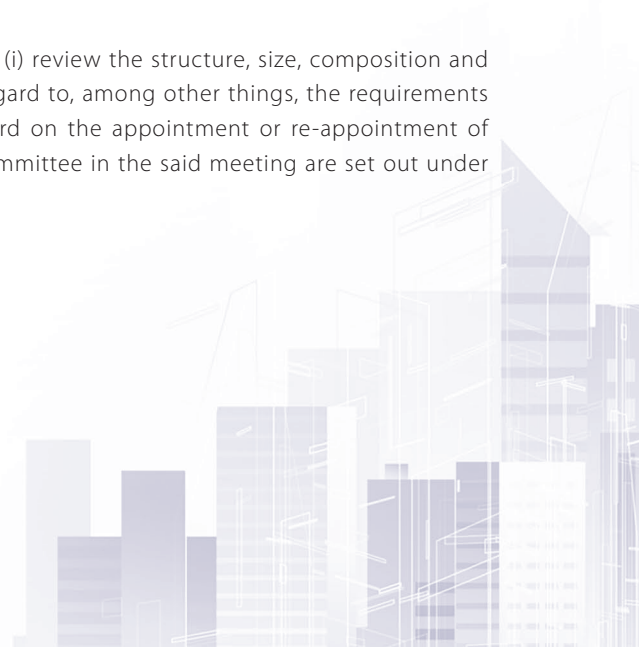 (i) review the structure, size, composition and
gard to, among other things, the requirements
rd on the appointment or re-appointment of
mmittee in the said meeting are set out under